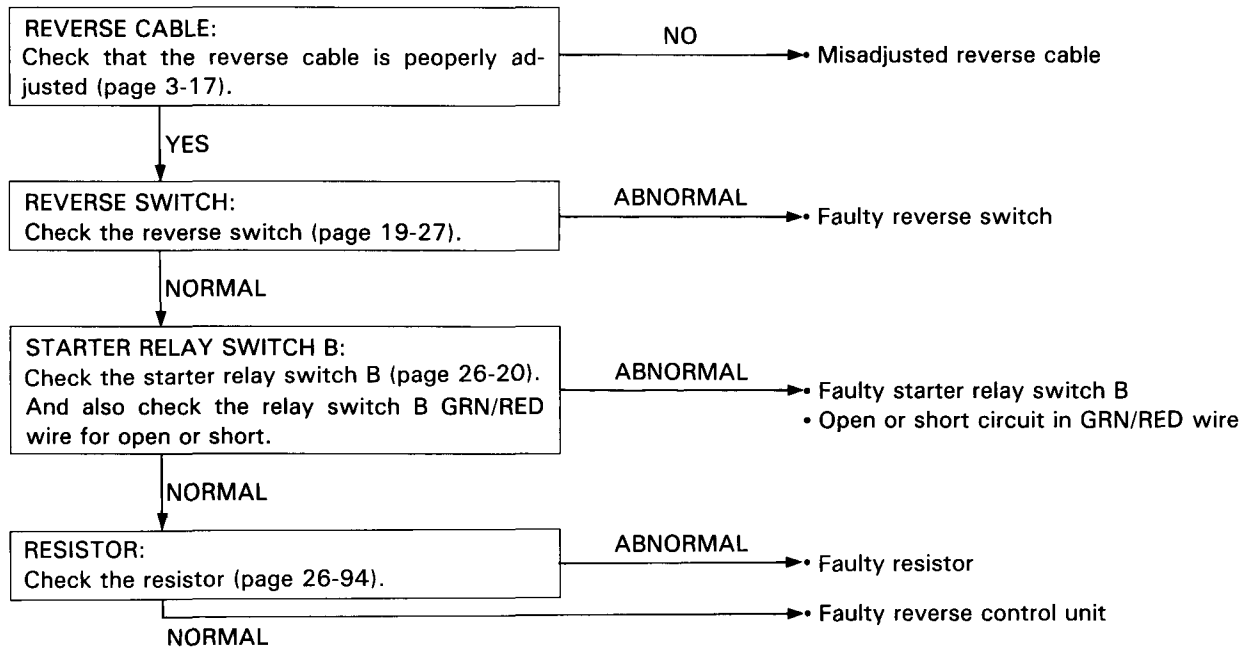 REVERSE CABLE:
Check that the reverse cable is peoperly ad-
justed (page 3-17).
NO
• Misadjusted reverse cable
YES
REVERSE SWITCH:
Check the reverse switch (page 19-27).
ABNORMAL
• Faulty reverse switch
NORMAL
STARTER RELAY SWITCH B:
Check the starter relay switch B (page 26-20).
And also check the relay switch B GRN/RED
wire for open or short.
ABNORMAL
• Faulty starter relay switch B
• Open or short circuit in GRN/RED wire
NORMAL
RESISTOR:
Check the resistor (page 26-94).
ABNORMAL
• Faulty resistor
NORMAL
• Faulty reverse control unit